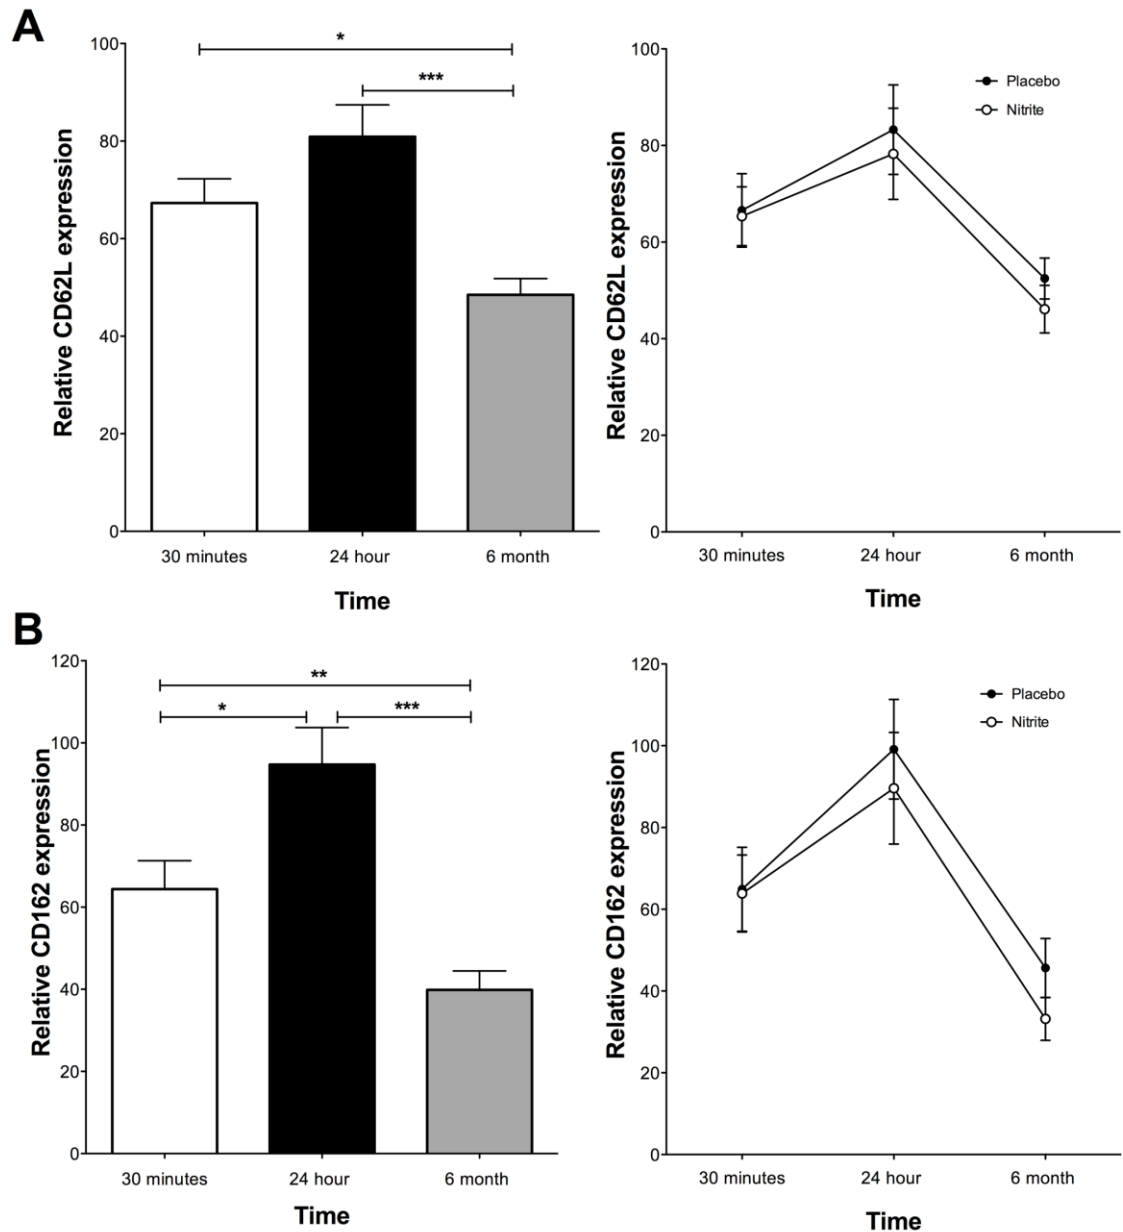 A
Relative CD62L expression
100
80
60
40
20
0
*
***
30 minutes
24 hour
6 month
Time
Relative CD62L expression
100
80
60
40
20
0
Placebo
Nitrite
30 minutes
24 hour
6 month
Time
B
Relative CD162 expression
120
100
80
60
40
20
0
**
*
***
30 minutes
24 hour
6 month
Time
Relative CD162 expression
120
100
80
60
40
20
0
Placebo
Nitrite
30 minutes
24 hour
6 month
Time